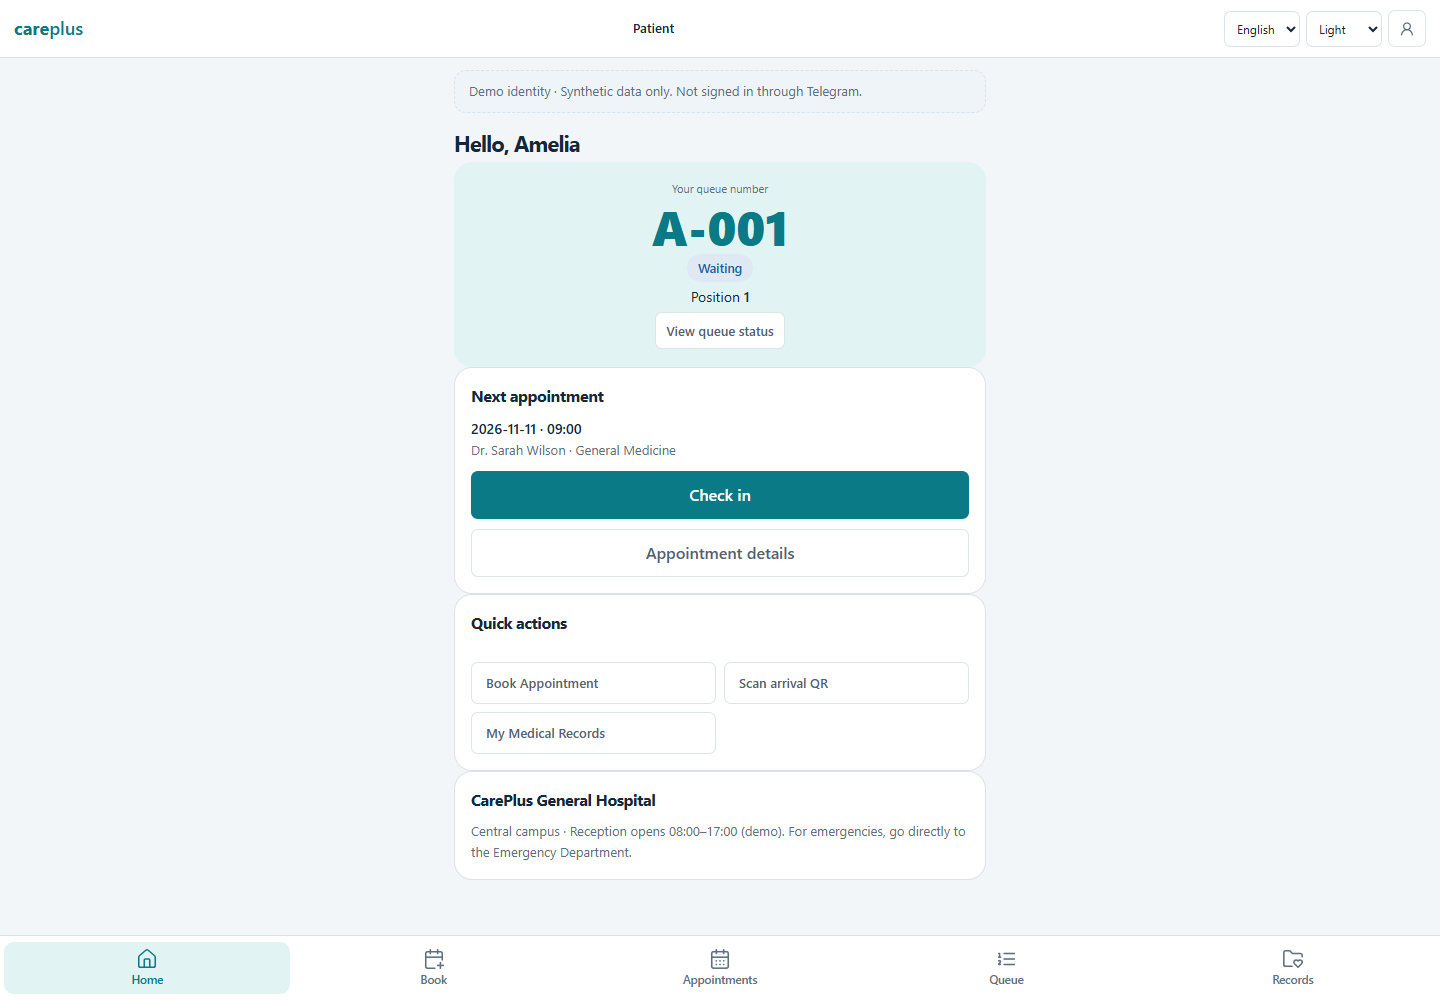 careplus
Patient
English
Light
Demo identity · Synthetic data only. Not signed in through Telegram.
Hello, Amelia
Your queue number
A-001
Waiting
Position 1
View queue status
Next appointment
2026-11-11 · 09:00
Dr. Sarah Wilson · General Medicine
Check in
Appointment details
Quick actions
Book Appointment
Scan arrival QR
My Medical Records
CarePlus General Hospital
Central campus · Reception opens 08:00–17:00 (demo). For emergencies, go directly to
the Emergency Department.
Home
Book
Appointments
Queue
Records